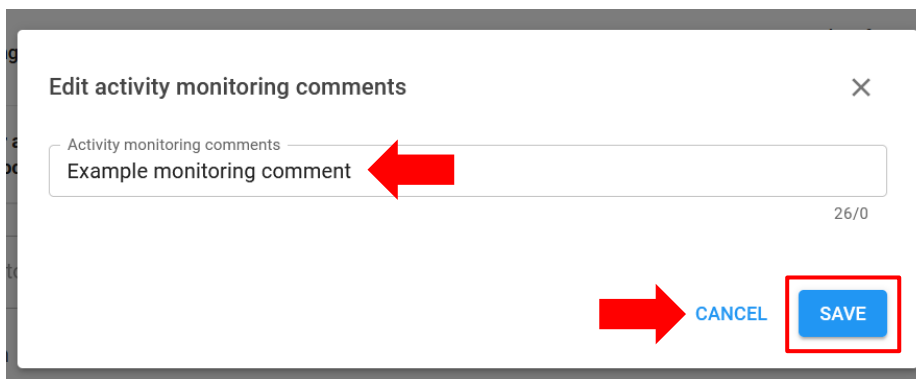 Edit activity monitoring comments
Activity monitoring comments
Example monitoring comment
26/0
CANCEL SAVE